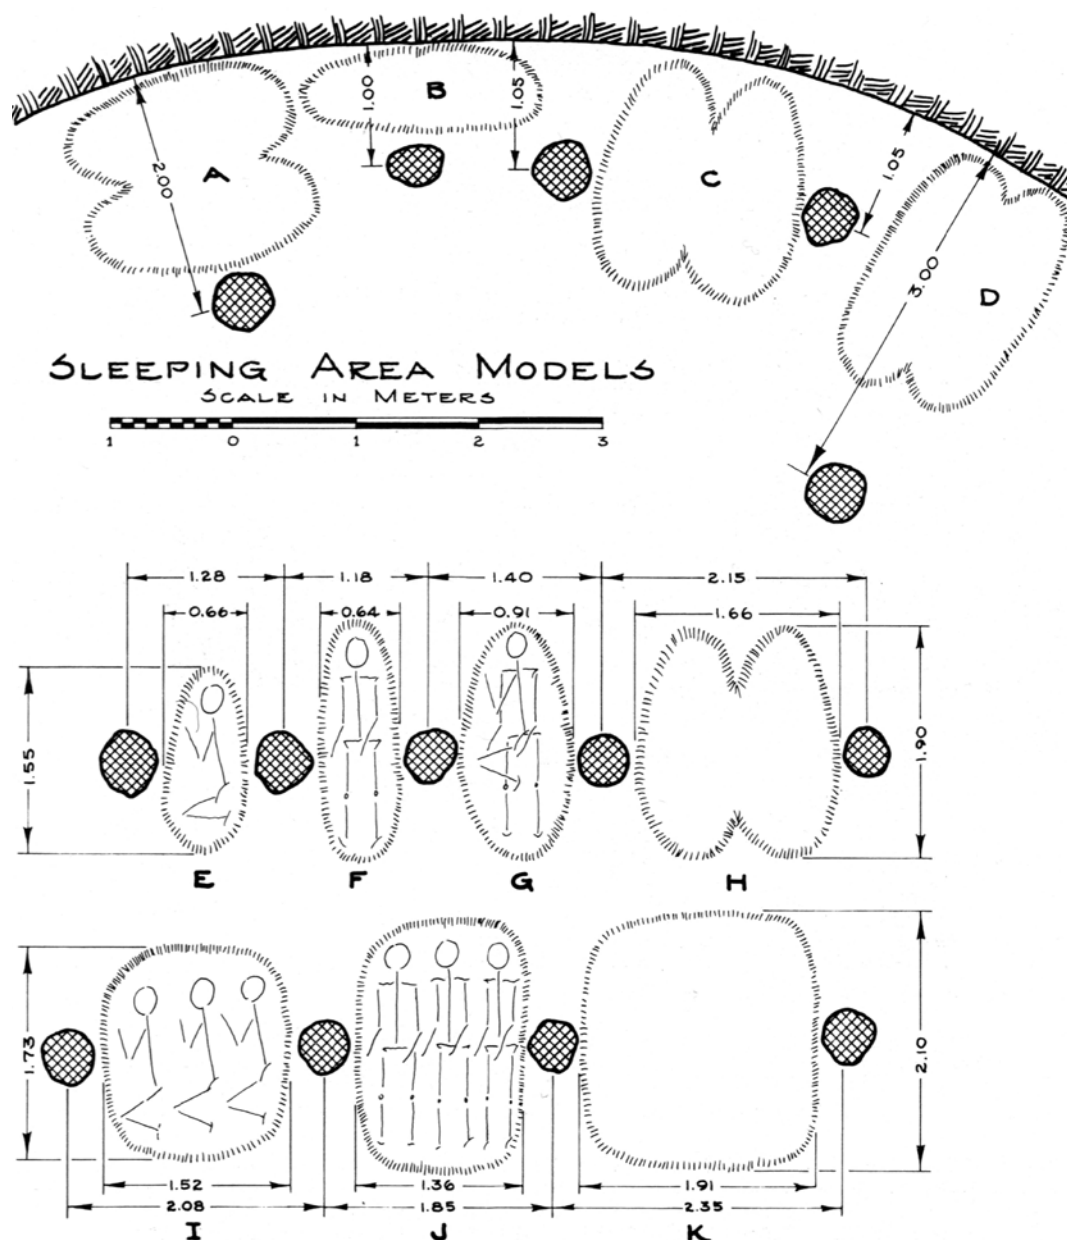 A
B
C
D
2.00
1.00
1.05
1.05
3.00
SLEEPING AREA MODELS
SCALE IN METERS
1 0 1 2 3
1.28 1.18 1.40 2.15
0.66 0.64 0.91 1.66
1.55
1.90
E F G H
1.73
2.10
1.52 1.36 1.91
2.08 1.85 2.35
I J K